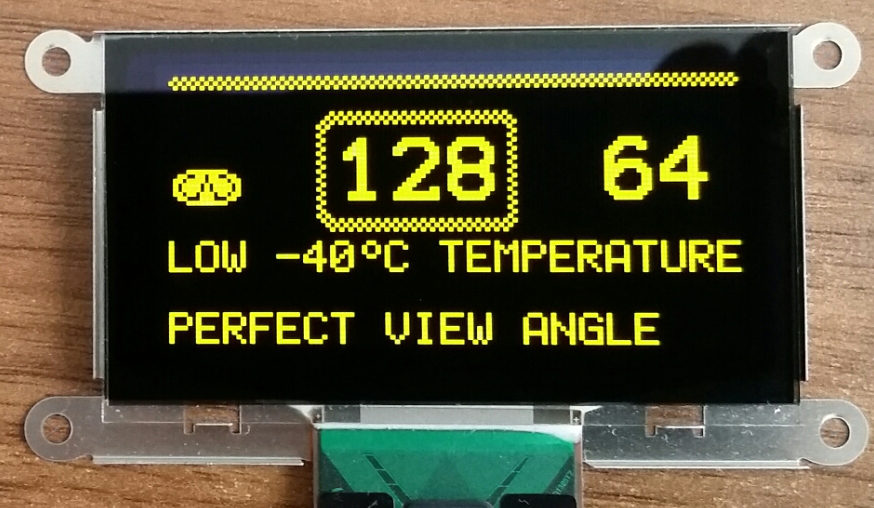 128 64
LOW -40°C TEMPERATURE
PERFECT VIEW ANGLE